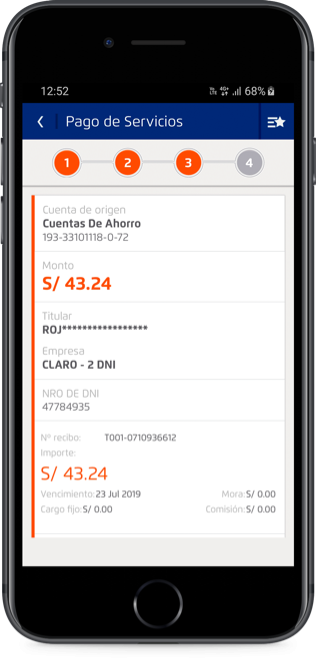 12:52 4G+ 68%
Pago de Servicios
1 2 3 4
Cuenta de origen
Cuentas De Ahorro
193-33101118-0-72
Monto
S/ 43.24
Titular
ROJ*****************
Empresa
CLARO - 2 DNI
NRO DE DNI
47784935
Nº recibo: T001-0710936612
Importe:
S/ 43.24
Vencimiento: 23 Jul 2019 Mora: S/ 0.00
Cargo fijo: S/ 0.00 Comisión: S/ 0.00